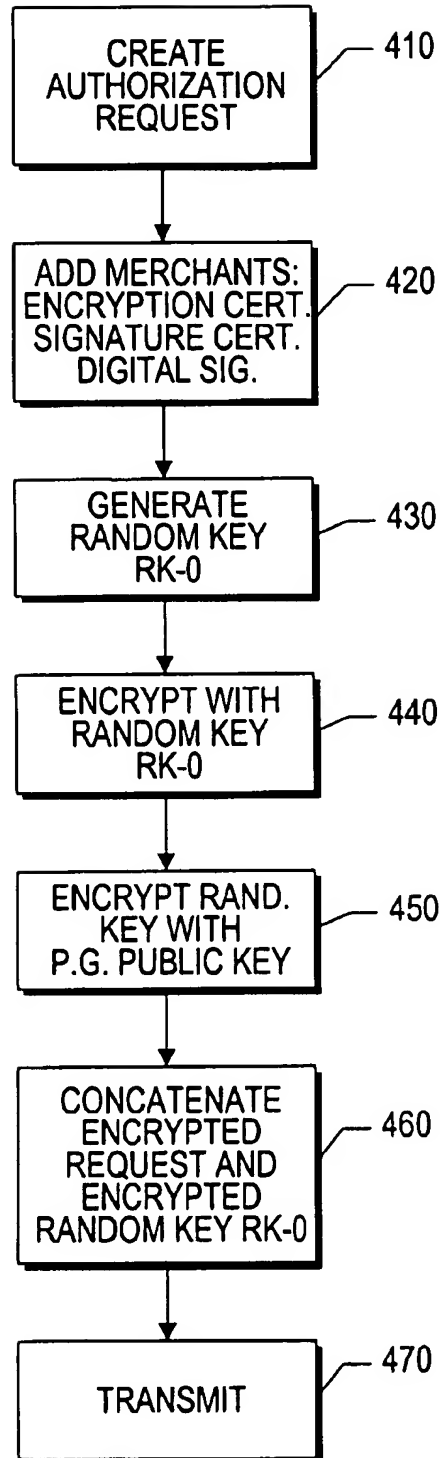 CREATE
AUTHORIZATION
REQUEST
410
ADD MERCHANTS:
ENCRYPTION CERT.
SIGNATURE CERT.
DIGITAL SIG.
420
GENERATE
RANDOM KEY
RK-0
430
ENCRYPT WITH
RANDOM KEY
RK-0
440
ENCRYPT RAND.
KEY WITH
P.G. PUBLIC KEY
450
CONCATENATE
ENCRYPTED
REQUEST AND
ENCRYPTED
RANDOM KEY RK-0
460
TRANSMIT
470